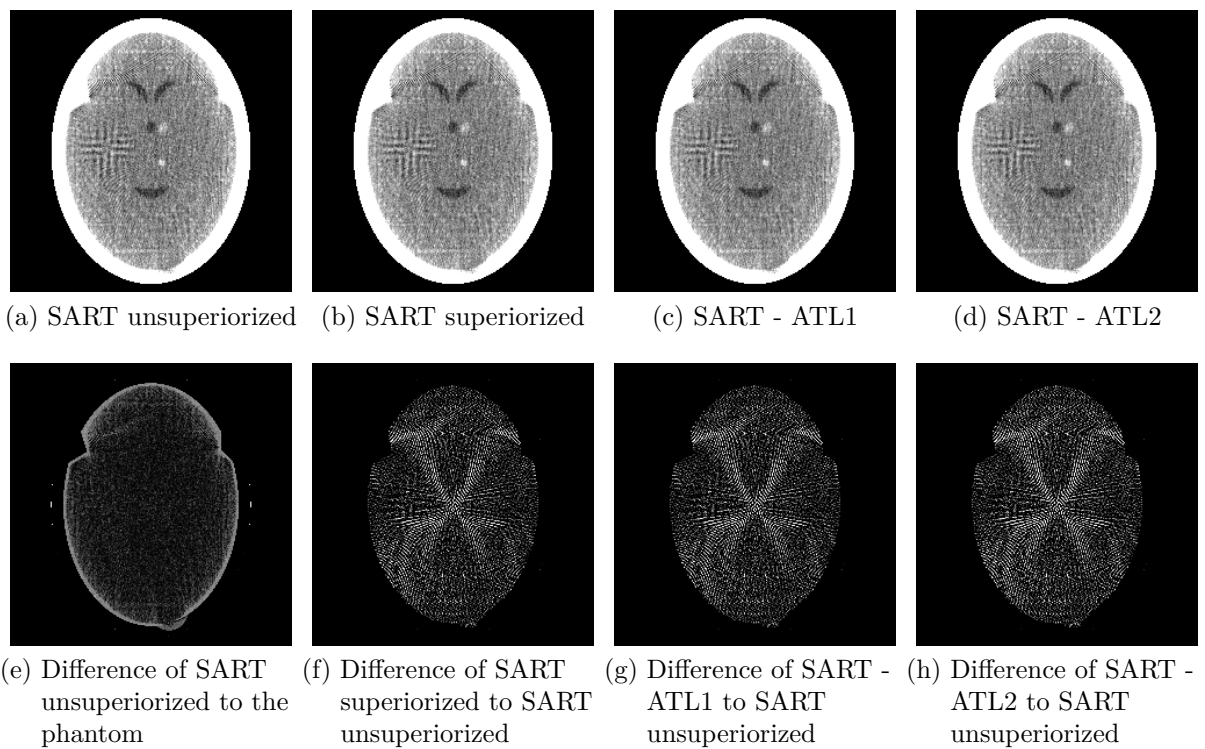 (a) SART unsuperiorized
(b) SART superiorized
(c) SART - ATL1
(d) SART - ATL2
(e) Difference of SART
unsuperiorized to the
phantom
(f) Difference of SART
superiorized to SART
unsuperiorized
(g) Difference of SART -
ATL1 to SART
unsuperiorized
(h) Difference of SART -
ATL2 to SART
unsuperiorized